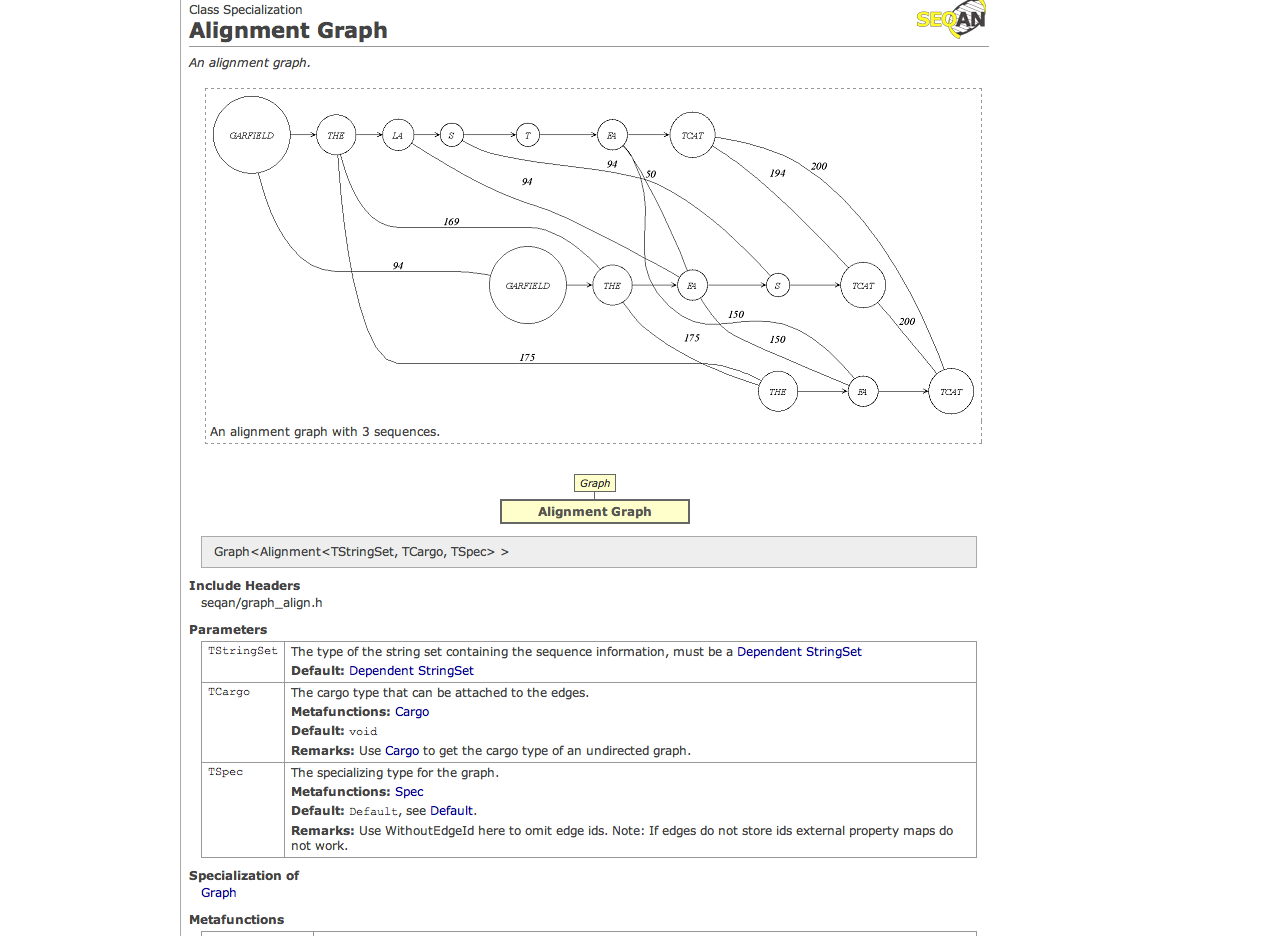 Class Specialization
Alignment Graph
SEQAN
An alignment graph.
GARFIELD THE LA S T FA TCAT
94 50 194 200
94
169
94
GARFIELD THE FA S TCAT
150 200
175 150
175
THE FA TCAT
An alignment graph with 3 sequences.
Graph
Alignment Graph
Graph<Alignment<TStringSet, TCargo, TSpec> >
Include Headers
seqan/graph_align.h
Parameters
TStringSet The type of the string set containing the sequence information, must be a Dependent StringSet
Default: Dependent StringSet
TCargo The cargo type that can be attached to the edges.
Metafunctions: Cargo
Default: void
Remarks: Use Cargo to get the cargo type of an undirected graph.
TSpec The specializing type for the graph.
Metafunctions: Spec
Default: Default, see Default.
Remarks: Use WithoutEdgeId here to omit edge ids. Note: If edges do not store ids external property maps do
not work.
Specialization of
Graph
Metafunctions